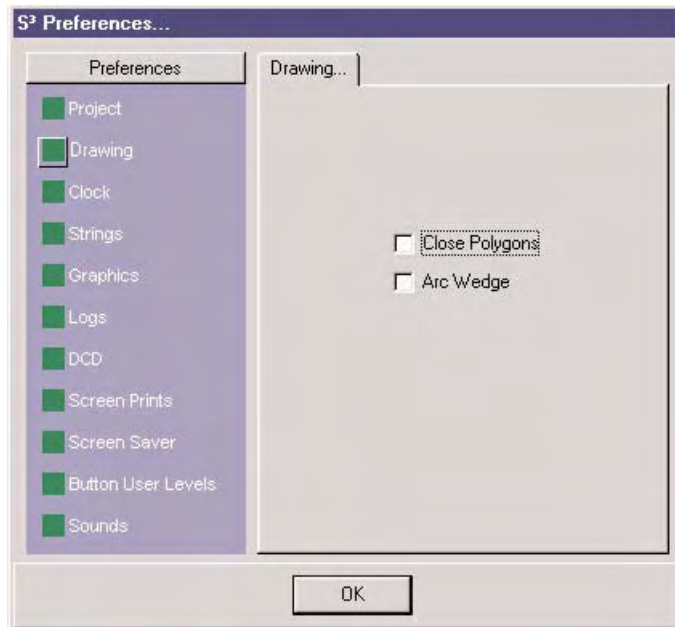 S³ Preferences...
Preferences
Project
Drawing
Clock
Strings
Graphics
Logs
DCD
Screen Prints
Screen Saver
Button User Levels
Sounds
Drawing...
Close Polygons
Arc Wedge
OK